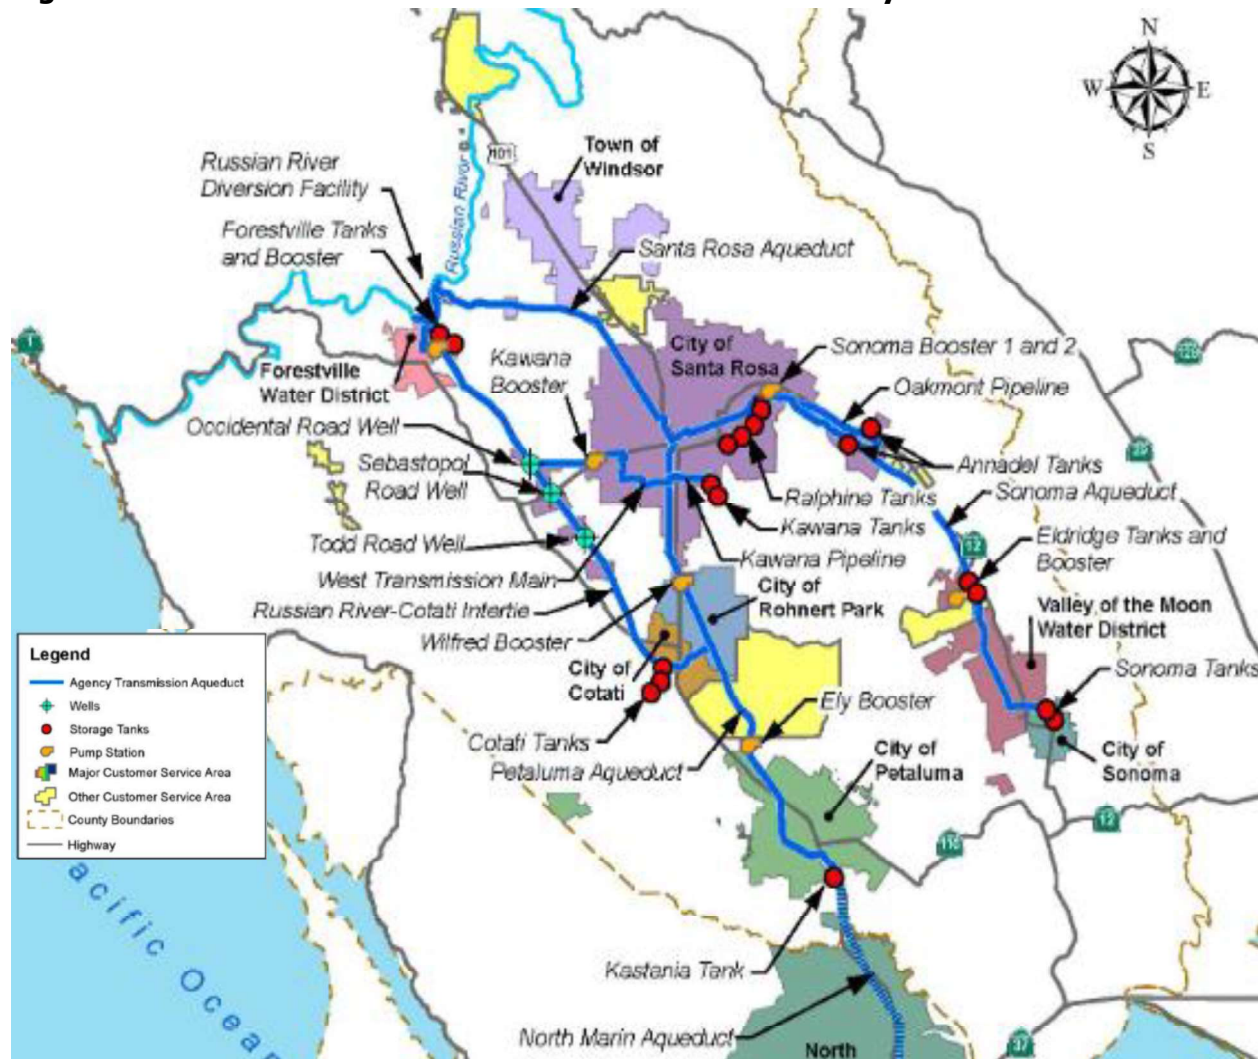 N
W
E
S
Town of
Windsor
101
Russian River
Russian River
Diversion Facility
Forestville Tanks
and Booster
Santa Rosa Aqueduct
1
Kawana
Booster
City of
Santa Rosa
Sonoma Booster 1 and 2
128
Forestville
Water District
Oakmont Pipeline
Occidental Road Well
Sebastopol
Road Well
Annadel Tanks
29
Ralphine Tanks
Sonoma Aqueduct
Kawana Tanks
Todd Road Well
12
Eldridge Tanks and
Booster
Kawana Pipeline
West Transmission Main
City of
Rohnert Park
Russian River-Cotati Intertie
Valley of the Moon
Water District
Wilfred Booster
City of
Cotati
Sonoma Tanks
Ely Booster
Cotati Tanks
Petaluma Aqueduct
City of
Petaluma
City of
Sonoma
12
116
Legend
Agency Transmission Aqueduct
Wells
Storage Tanks
Pump Station
Major Customer Service Area
Other Customer Service Area
County Boundaries
Highway
acific Ocean
Kastania Tank
North Marin Aqueduct
North
37